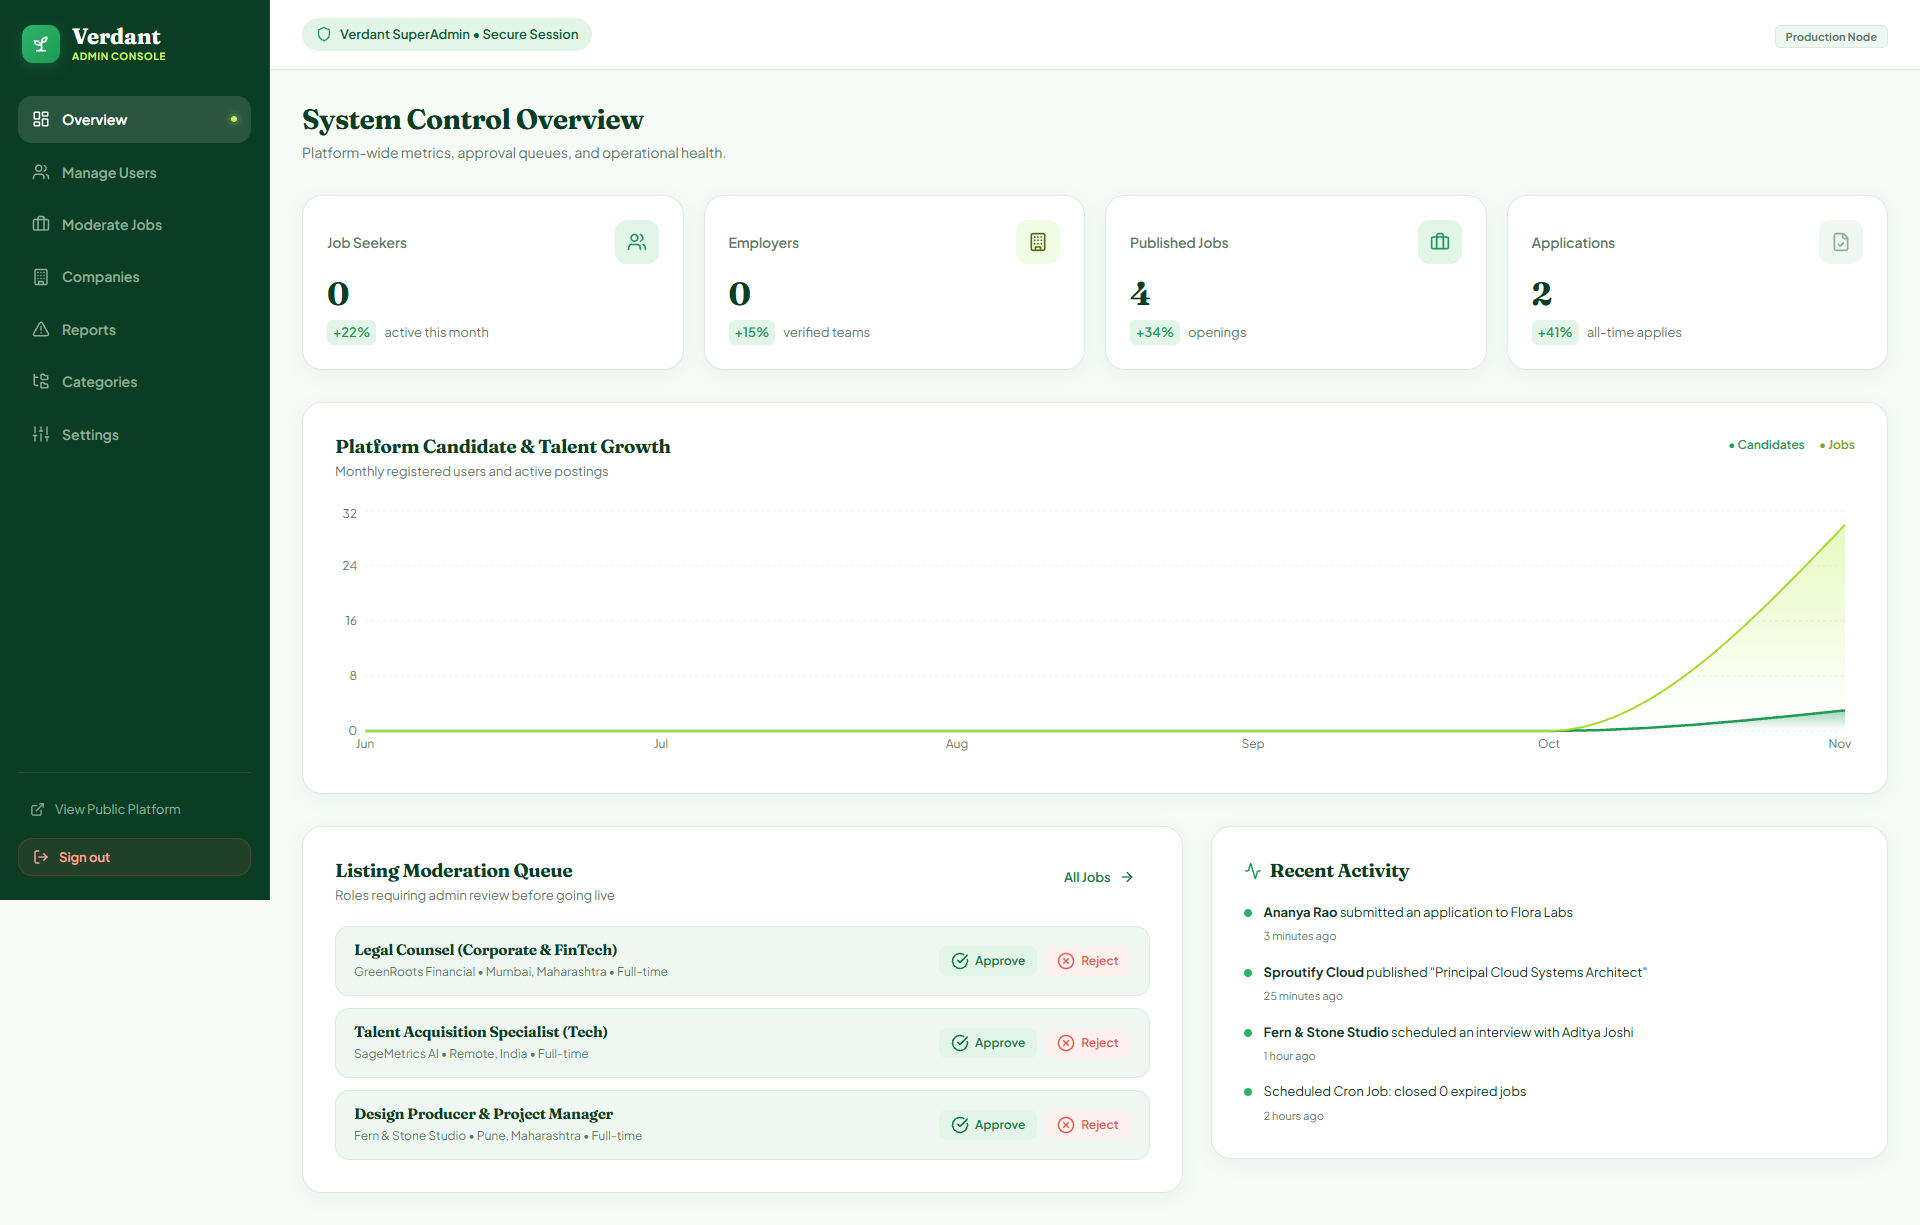 Verdant
ADMIN CONSOLE
Overview
Manage Users
Moderate Jobs
Companies
Reports
Categories
Settings
View Public Platform
Sign out
Verdant SuperAdmin • Secure Session
Production Node
System Control Overview
Platform-wide metrics, approval queues, and operational health.
Job Seekers
0
+22% active this month
Employers
0
+15% verified teams
Published Jobs
4
+34% openings
Applications
2
+41% all-time applies
Platform Candidate & Talent Growth
Monthly registered users and active postings
• Candidates • Jobs
32
24
16
8
0
Jun Jul Aug Sep Oct Nov
Listing Moderation Queue
Roles requiring admin review before going live
All Jobs
Legal Counsel (Corporate & FinTech)
GreenRoots Financial • Mumbai, Maharashtra • Full-time
Approve Reject
Talent Acquisition Specialist (Tech)
SageMetrics AI • Remote, India • Full-time
Approve Reject
Design Producer & Project Manager
Fern & Stone Studio • Pune, Maharashtra • Full-time
Approve Reject
Recent Activity
Ananya Rao submitted an application to Flora Labs
3 minutes ago
Sproutify Cloud published "Principal Cloud Systems Architect"
25 minutes ago
Fern & Stone Studio scheduled an interview with Aditya Joshi
1 hour ago
Scheduled Cron Job: closed 0 expired jobs
2 hours ago